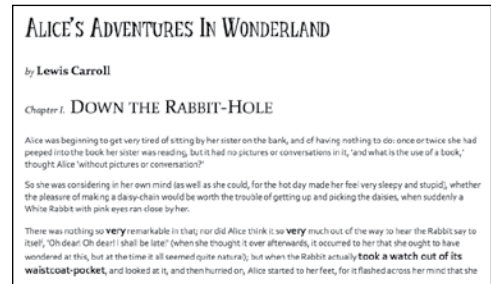 Alice's Adventures In Wonderland
by Lewis Carroll
Chapter I. Down the Rabbit-Hole
Alice was beginning to get very tired of sitting by her sister on the bank, and of having nothing to do: once or twice she had
peeped into the book her sister was reading, but it had no pictures or conversations in it, 'and what is the use of a book,'
thought Alice 'without pictures or conversation?'
So she was considering in her own mind (as well as she could, for the hot day made her feel very sleepy and stupid), whether
the pleasure of making a daisy-chain would be worth the trouble of getting up and picking the daisies, when suddenly a
White Rabbit with pink eyes ran close by her.
There was nothing so very remarkable in that; nor did Alice think it so very much out of the way to hear the Rabbit say to
itself, 'Oh dear! Oh dear! I shall be late!' (when she thought it over afterwards, it occurred to her that she ought to have
wondered at this, but at the time it all seemed quite natural); but when the Rabbit actually took a watch out of its
waistcoat-pocket, and looked at it, and then hurried on, Alice started to her feet, for it flashed across her mind that she